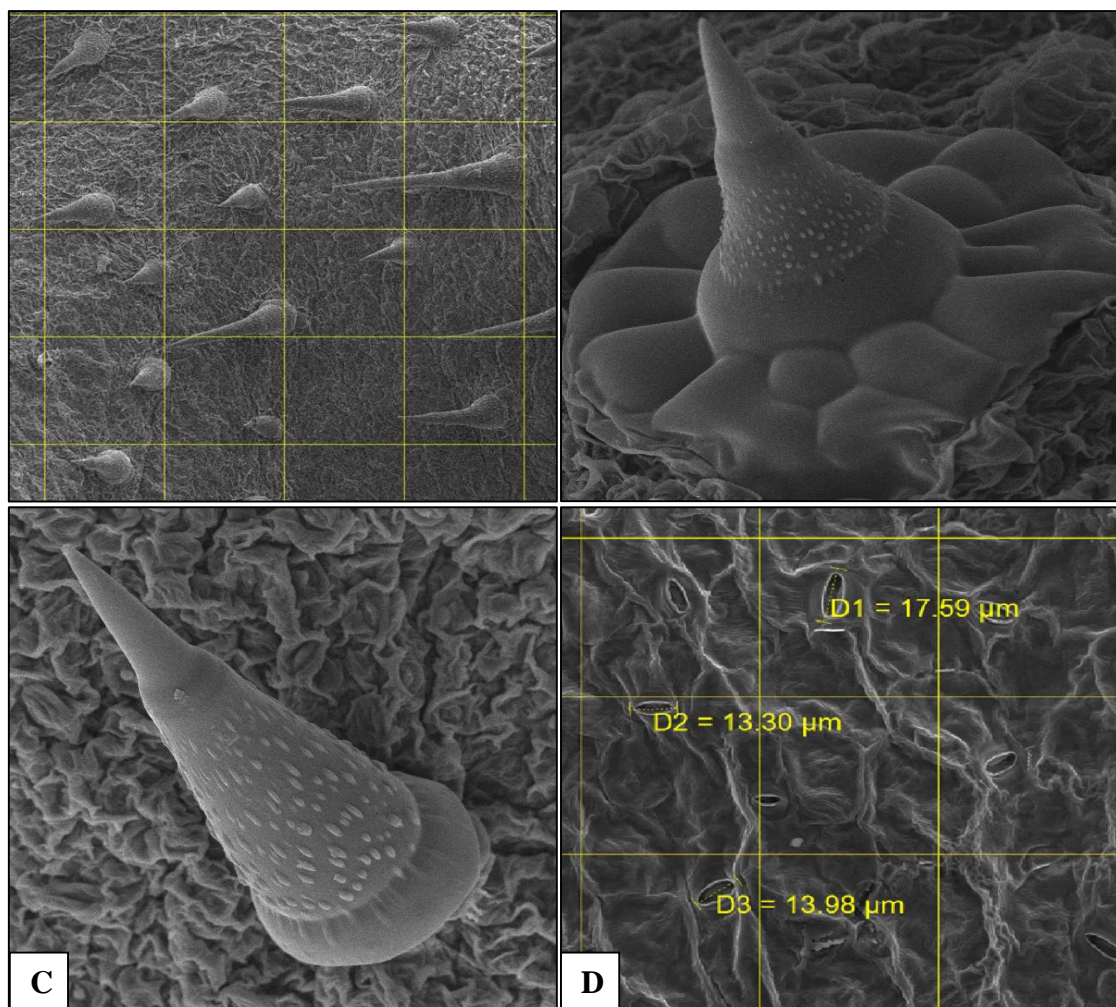 D1 = 17.59 µm
D2 = 13.30 µm
D3 = 13.98 µm
C
D